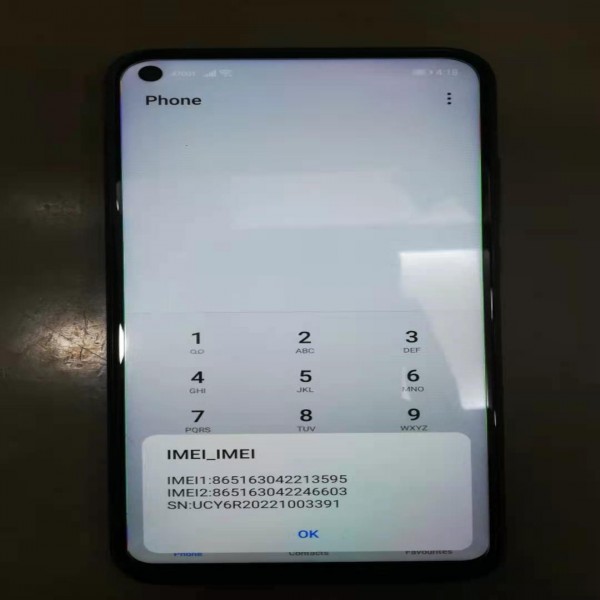 4:18
Phone
1 2 3
ABC DEF
4 5 6
GHI JKL MNO
7 8 9
PQRS TUV WXYZ
IMEI_IMEI
IMEI1:865163042213595
IMEI2:865163042246603
SN:UCY6R20221003391
OK
Phone Contacts Favourites